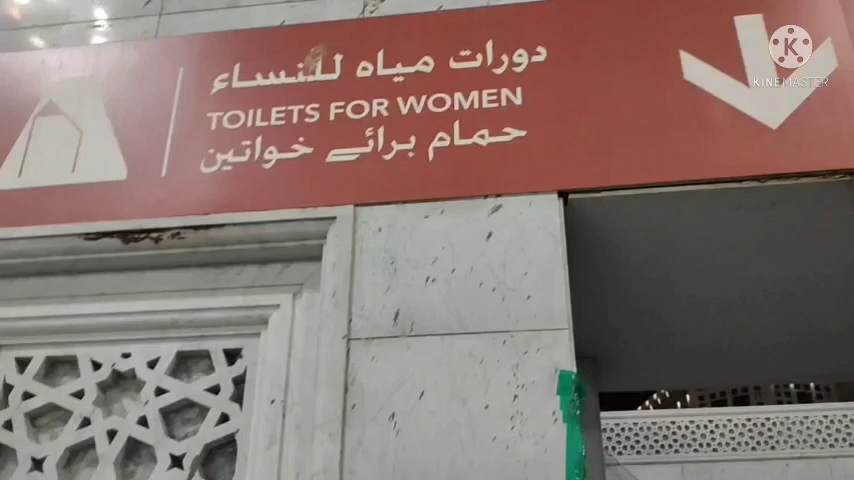 دورات مياه للنساء
TOILETS FOR WOMEN
حمام برائے خواتین
K
KINEMASTER